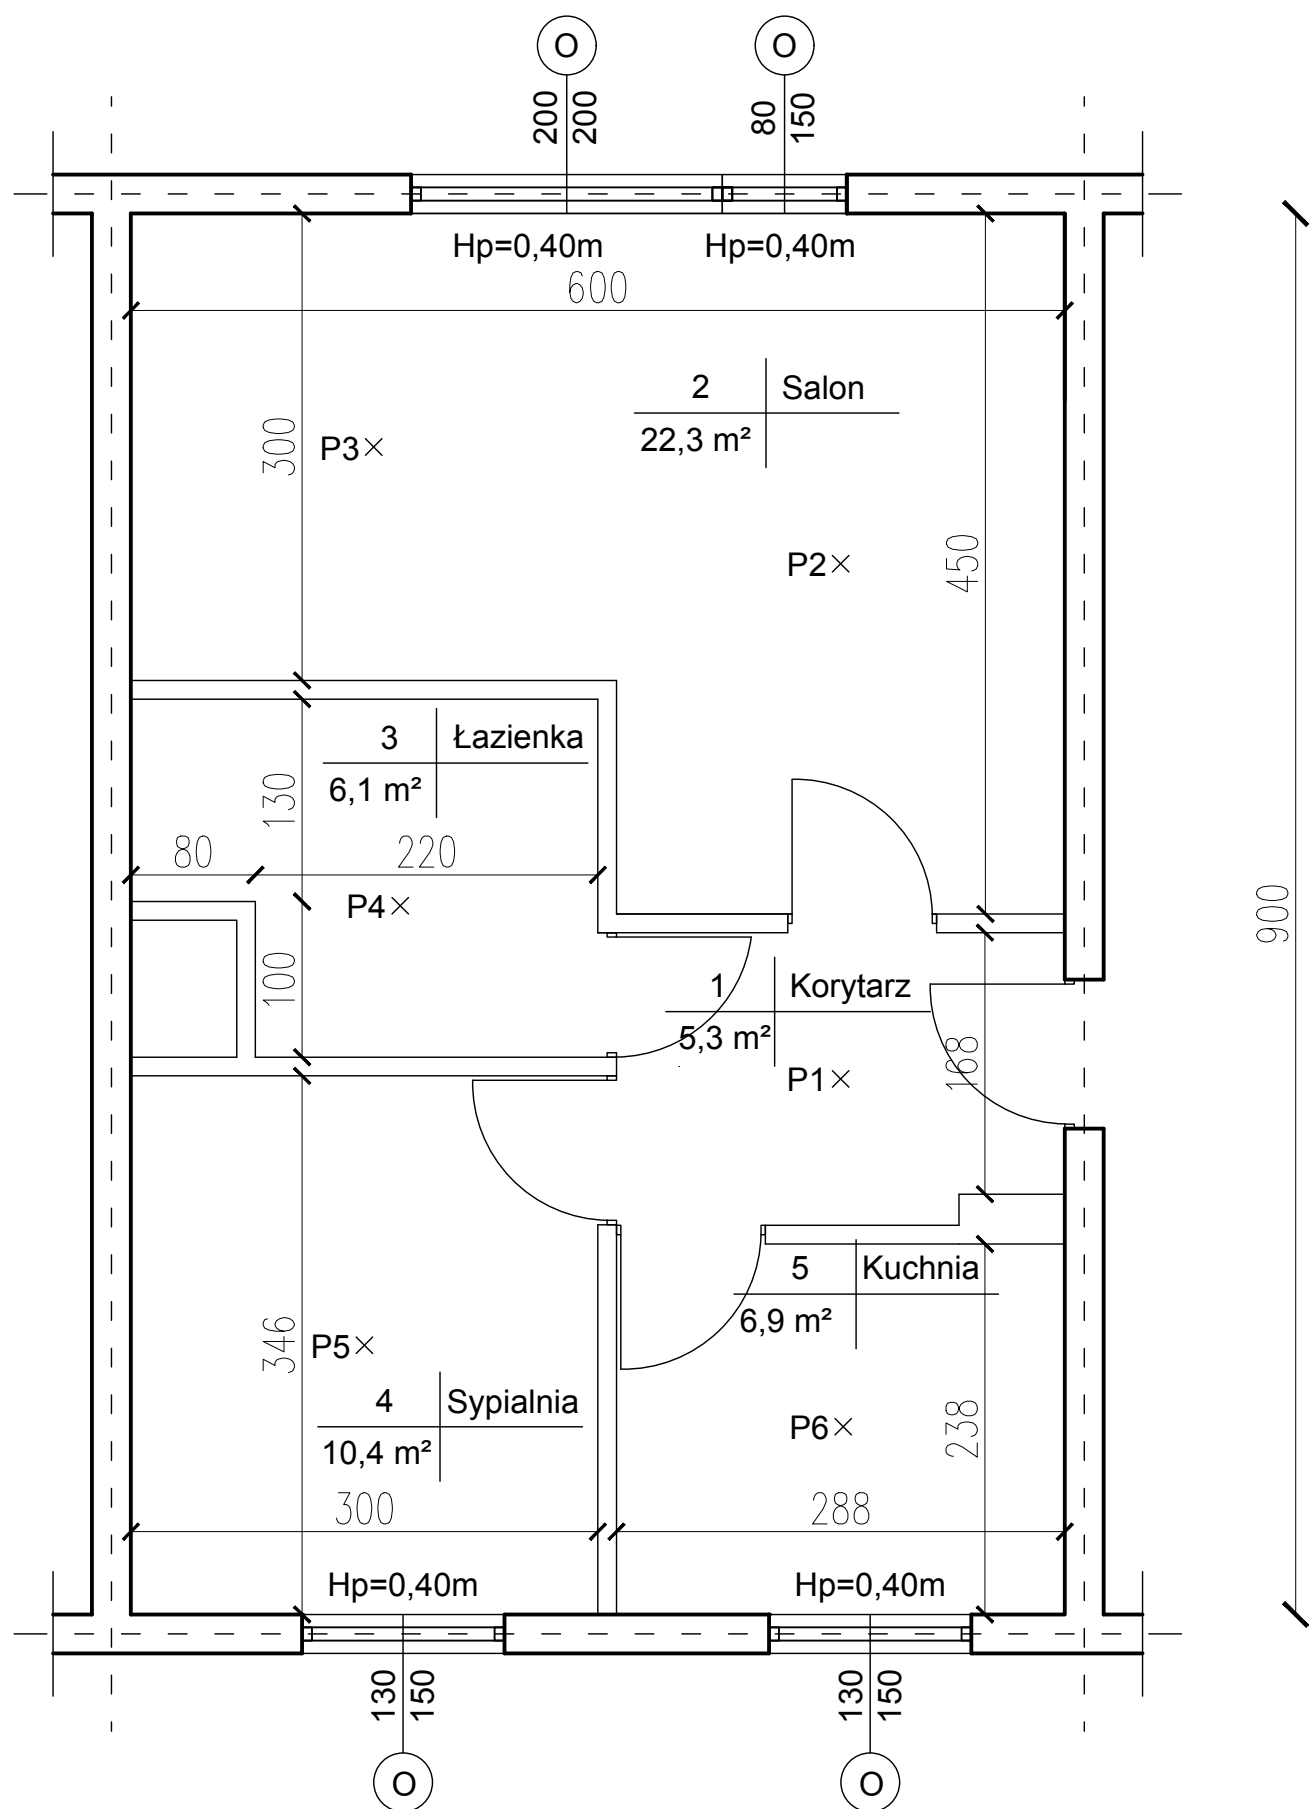 O
O
200
200
80
150
Hp=0,40m
Hp=0,40m
600
2
Salon
22,3 m²
300
P3
P2
450
3
Łazienka
6,1 m²
130
80
220
P4
900
100
1
Korytarz
5,3 m²
168
P1
5
Kuchnia
6,9 m²
346
P5
4
Sypialnia
10,4 m²
P6
238
300
288
Hp=0,40m
Hp=0,40m
130
150
130
150
O
O